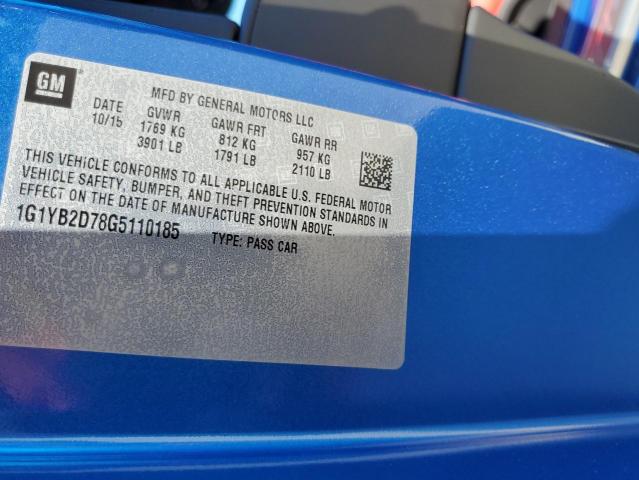 GM
MFD BY GENERAL MOTORS LLC
DATE GVWR GAWR FRT GAWR RR
10/15 1769 KG 812 KG 957 KG
3901 LB 1791 LB 2110 LB
THIS VEHICLE CONFORMS TO ALL APPLICABLE U.S. FEDERAL MOTOR
VEHICLE SAFETY, BUMPER, AND THEFT PREVENTION STANDARDS IN
EFFECT ON THE DATE OF MANUFACTURE SHOWN ABOVE.
1G1YB2D78G5110185 TYPE: PASS CAR